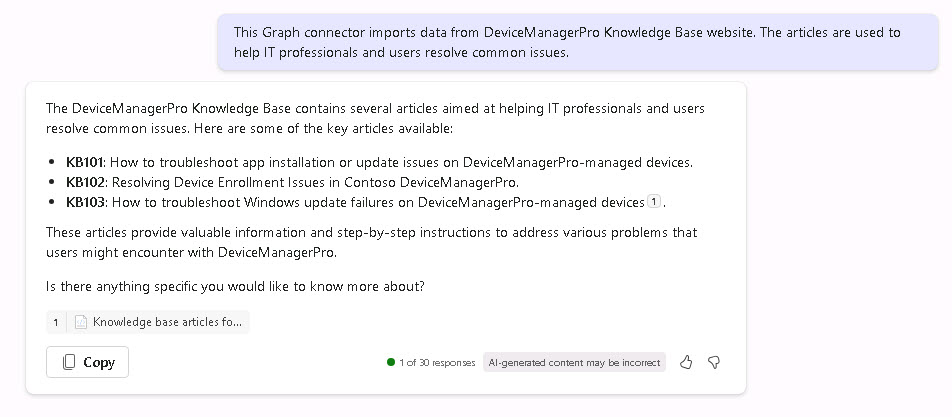 This Graph connector imports data from DeviceManagerPro Knowledge Base website. The articles are used to
help IT professionals and users resolve common issues.
The DeviceManagerPro Knowledge Base contains several articles aimed at helping IT professionals and users
resolve common issues. Here are some of the key articles available:
• KB101: How to troubleshoot app installation or update issues on DeviceManagerPro-managed devices.
• KB102: Resolving Device Enrollment Issues in Contoso DeviceManagerPro.
• KB103: How to troubleshoot Windows update failures on DeviceManagerPro-managed devices 1 .
These articles provide valuable information and step-by-step instructions to address various problems that
users might encounter with DeviceManagerPro.
Is there anything specific you would like to know more about?
1 Knowledge base articles fo...
Copy
1 of 30 responses
AI-generated content may be incorrect